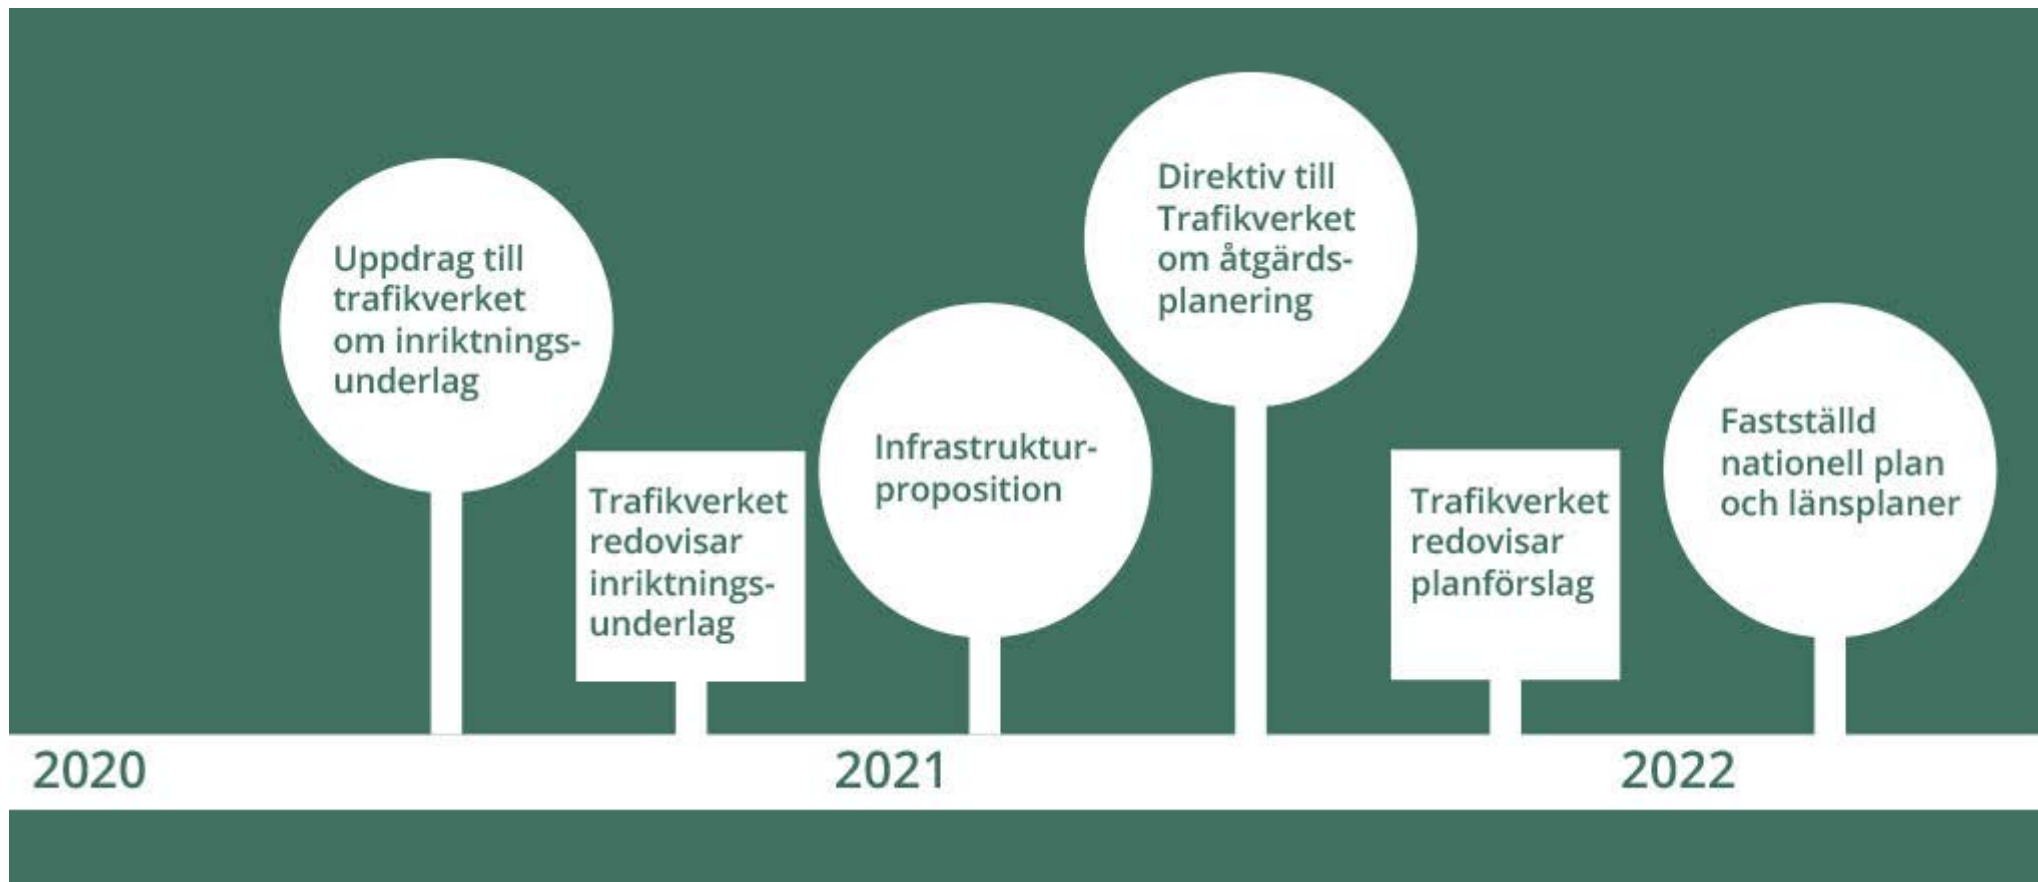 Uppdrag till
trafikverket
om inriktnings-
underlag
Trafikverket
redovisar
inriktnings-
underlag
Infrastruktur-
proposition
Direktiv till
Trafikverket
om åtgärds-
planering
Trafikverket
redovisar
planförslag
Fastställd
nationell plan
och länsplaner
2020
2021
2022